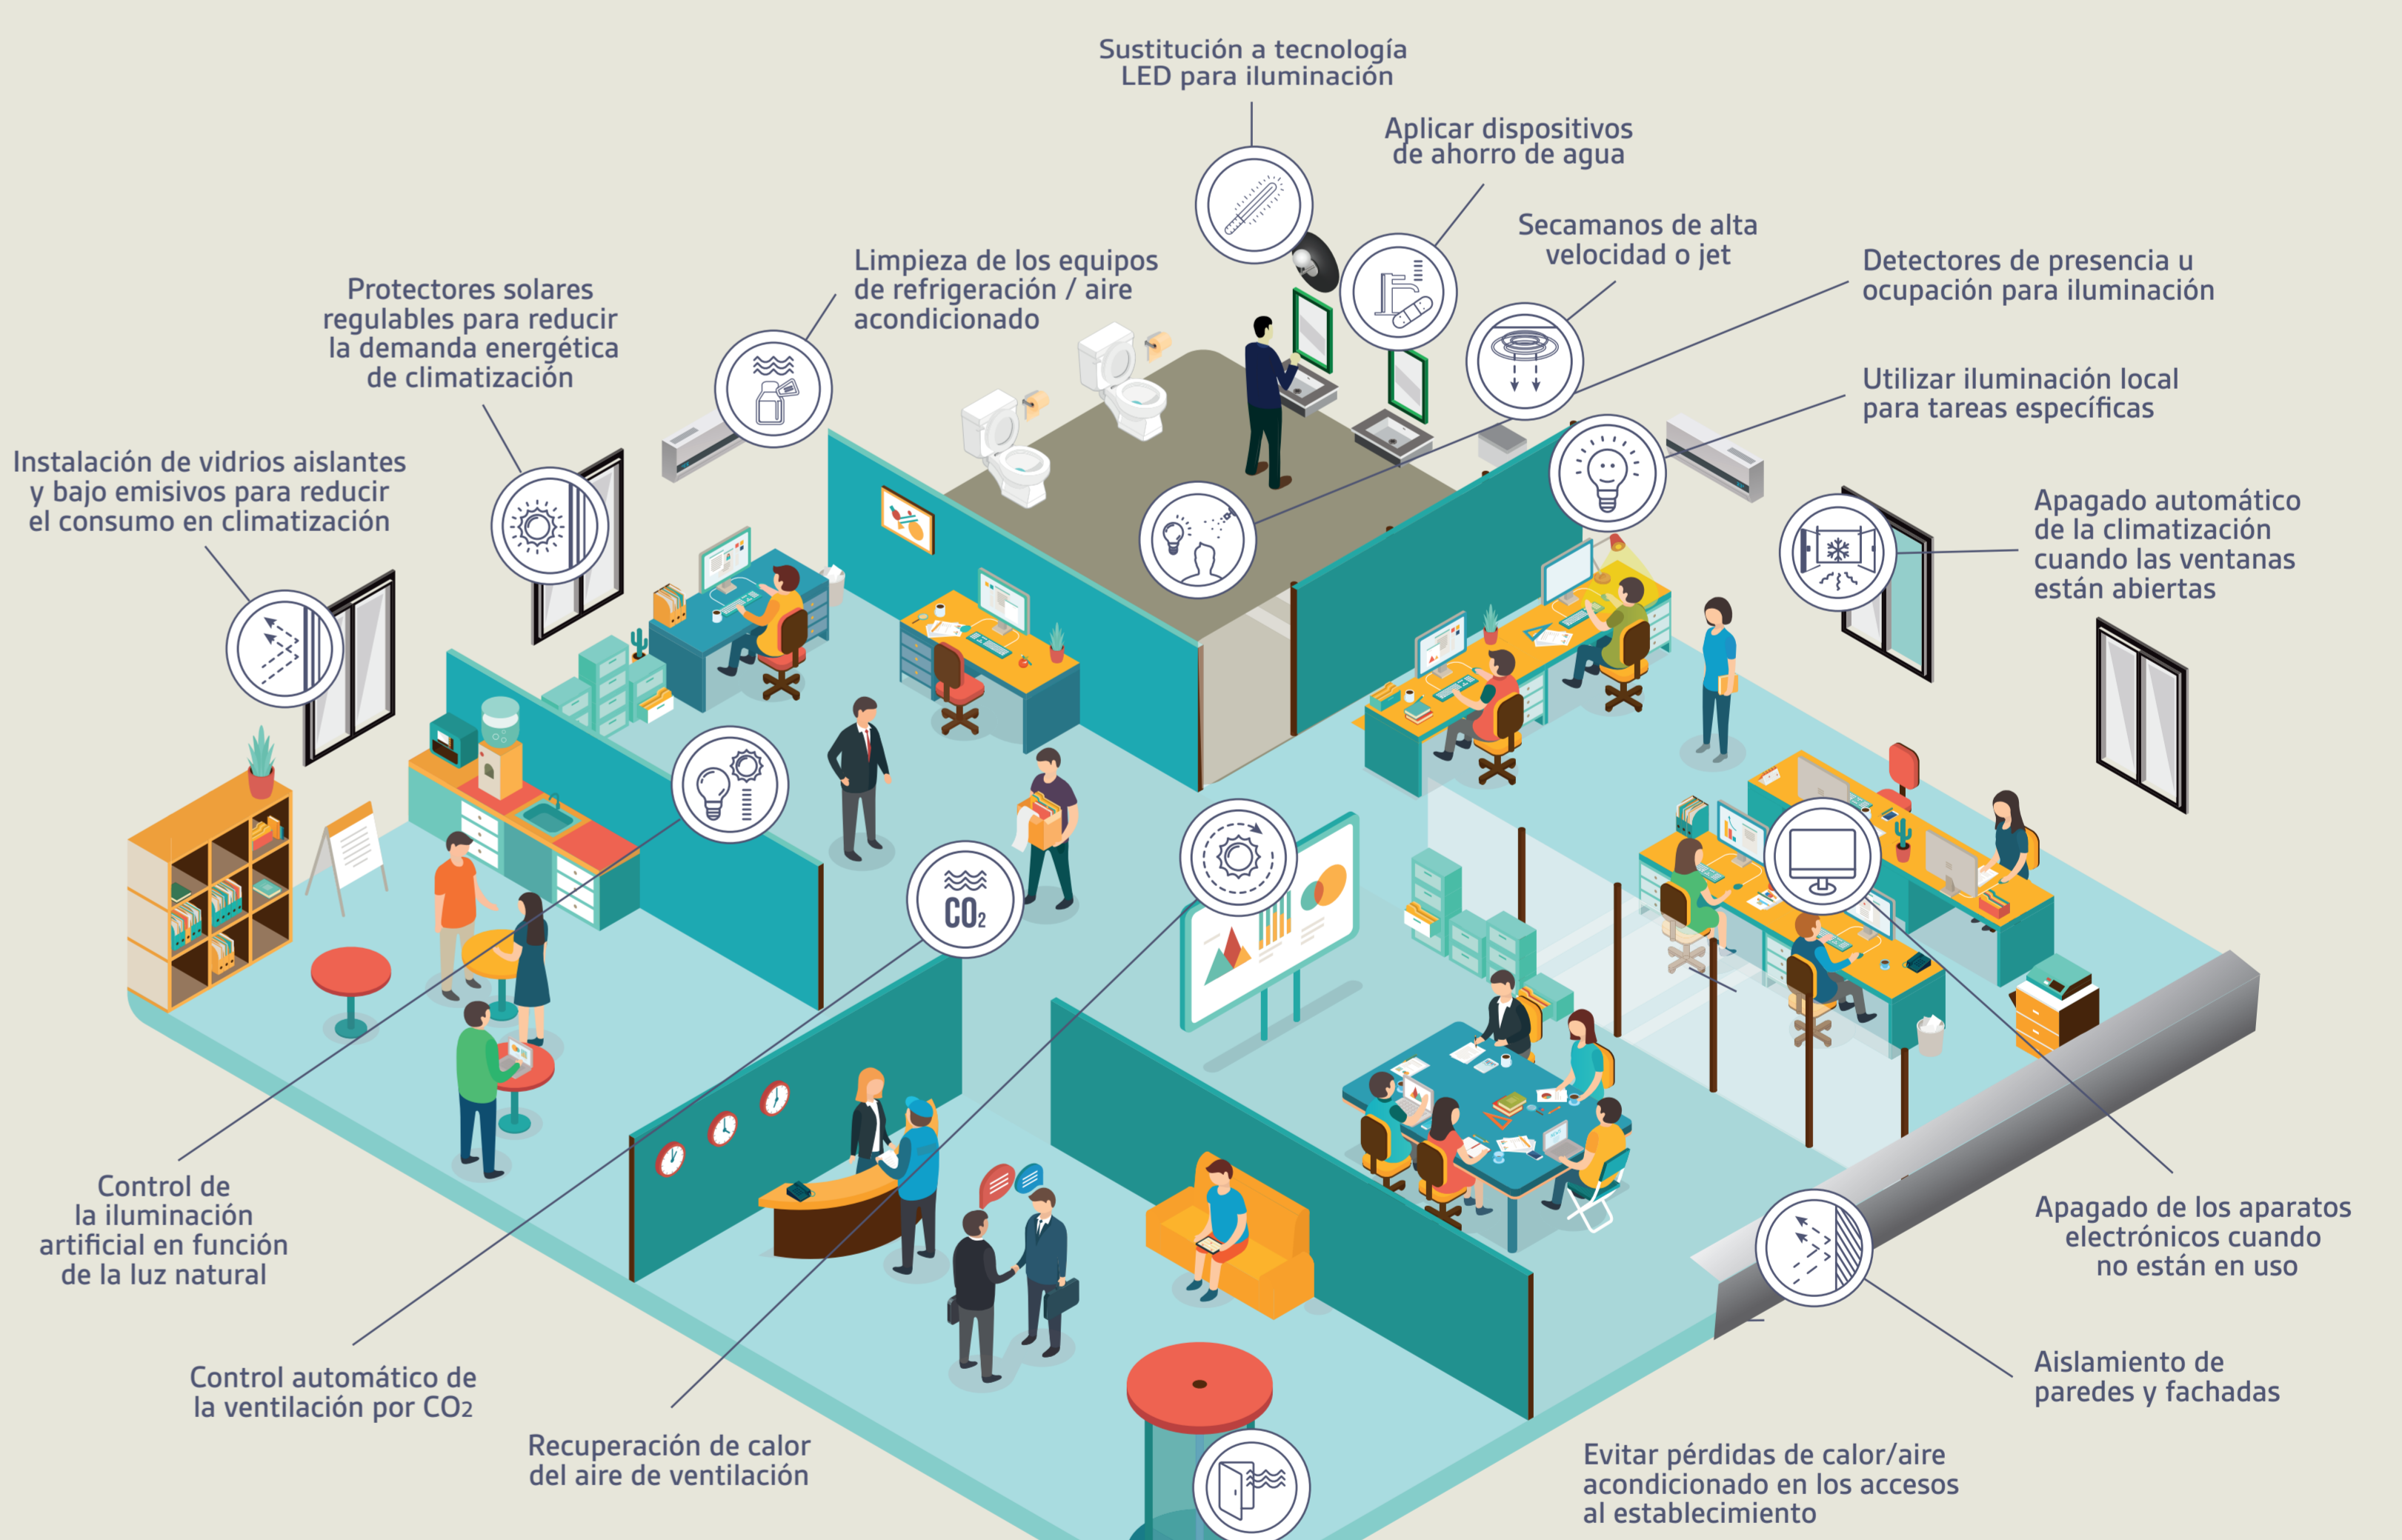 Sustitución a tecnología
LED para iluminación
Aplicar dispositivos
de ahorro de agua
Secamanos de alta
velocidad o jet
Detectores de presencia u
ocupación para iluminación
Limpieza de los equipos
de refrigeración / aire
acondicionado
Protectores solares
regulables para reducir
la demanda energética
de climatización
Utilizar iluminación local
para tareas específicas
Instalación de vidrios aislantes
y bajo emisivos para reducir
el consumo en climatización
Apagado automático
de la climatización
cuando las ventanas
están abiertas
CO2
Control de
la iluminación
artificial en función
de la luz natural
Apagado de los aparatos
electrónicos cuando
no están en uso
Control automático de
la ventilación por CO2
Aislamiento de
paredes y fachadas
Recuperación de calor
del aire de ventilación
Evitar pérdidas de calor/aire
acondicionado en los accesos
al establecimiento